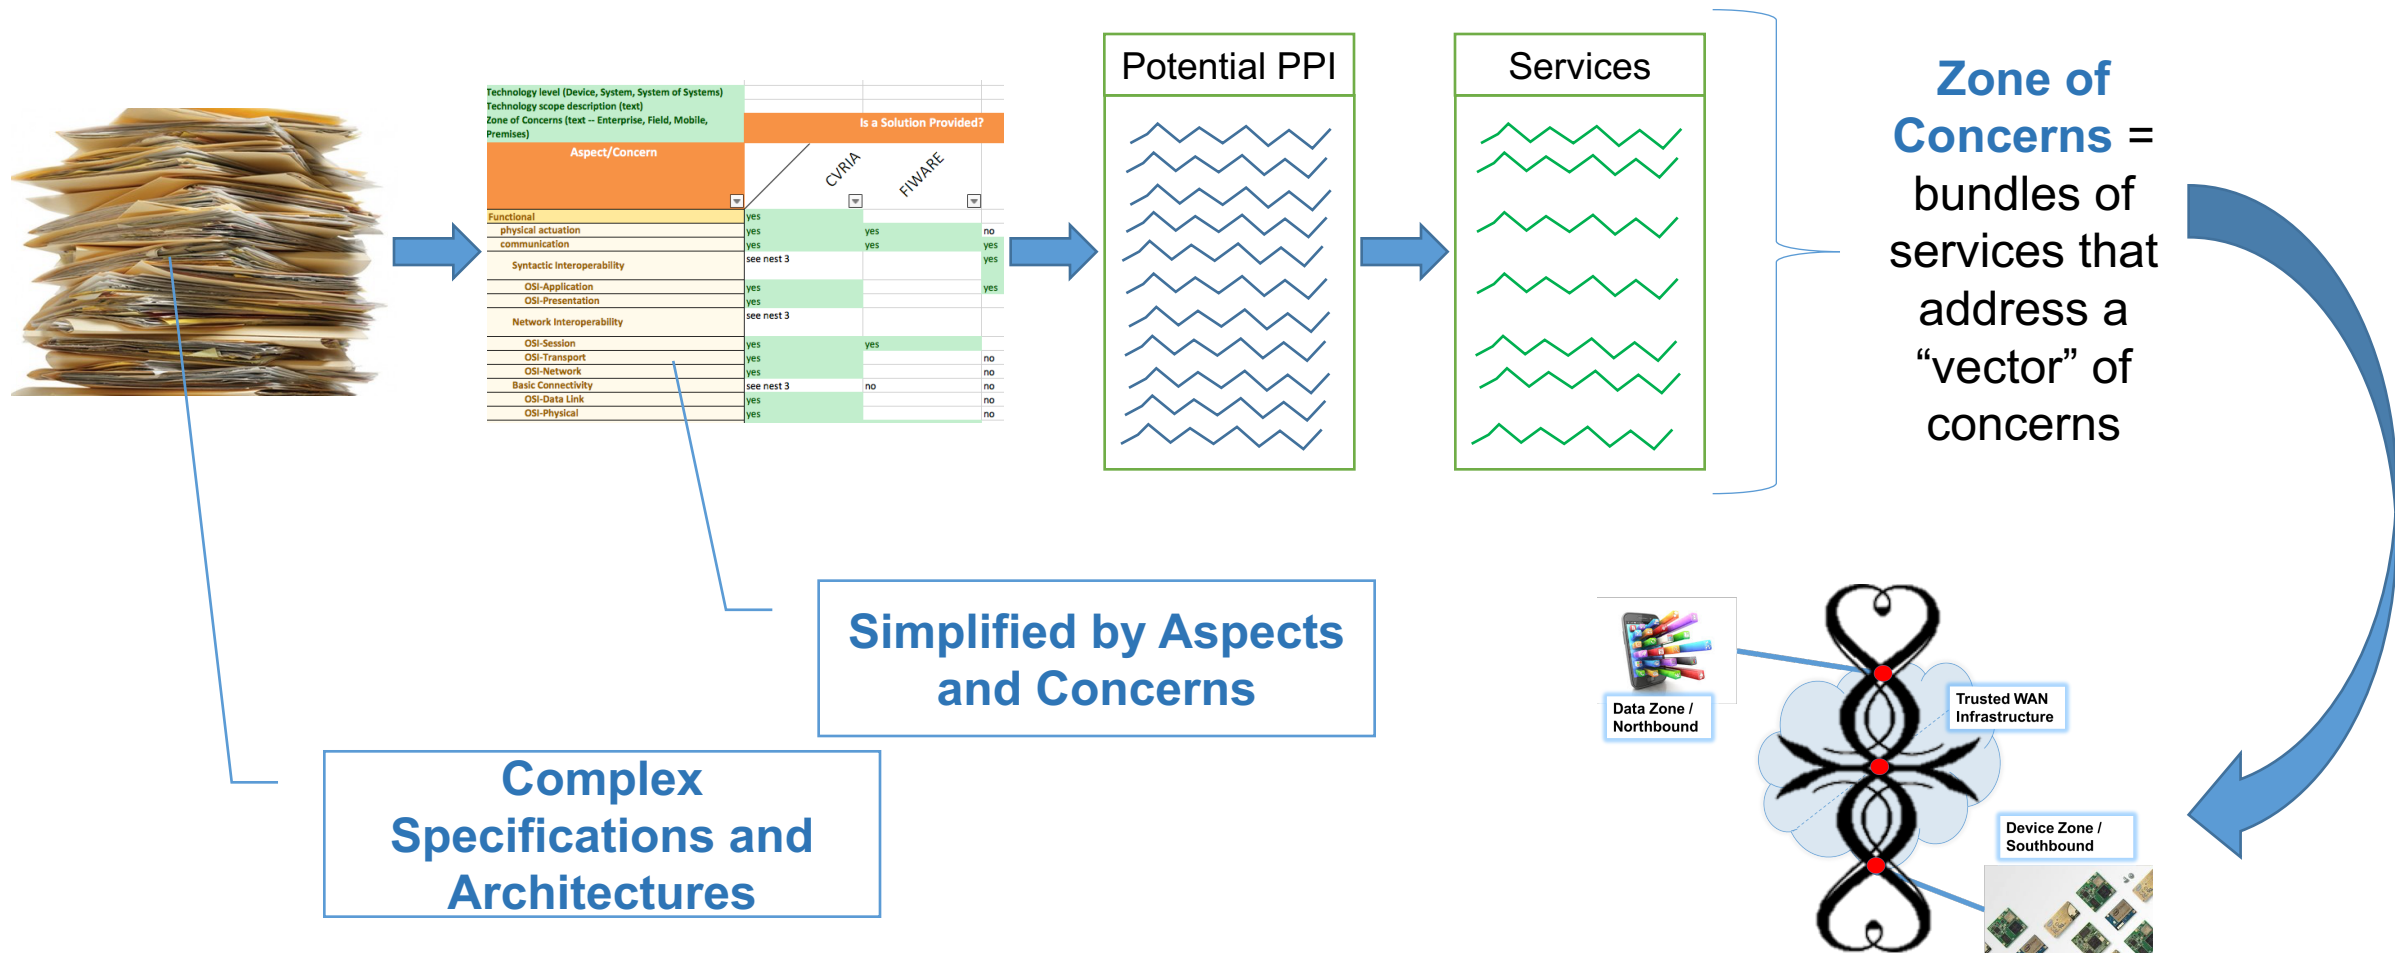 Technology level (Device, System, System of Systems)
Technology scope description (text)
Zone of Concerns (text -- Enterprise, Field, Mobile,
Premises)
Is a Solution Provided?
Aspect/Concern
CVRIA
FIWARE
Functional yes
physical actuation yes yes no
communication yes yes yes
Syntactic Interoperability see nest 3 yes
OSI-Application yes yes
OSI-Presentation yes
Network Interoperability see nest 3
OSI-Session yes yes
OSI-Transport yes no
OSI-Network yes no
Basic Connectivity see nest 3 no no
OSI-Data Link yes no
OSI-Physical yes no
Potential PPI
Services
Zone of
Concerns =
bundles of
services that
address a
“vector” of
concerns
Simplified by Aspects
and Concerns
Complex
Specifications and
Architectures
Data Zone /
Northbound
Trusted WAN
Infrastructure
Device Zone /
Southbound